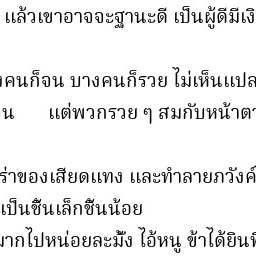 แล้วเขาอาจจะฐานะดี เป็นผู้ดีมีเงิ
งคนก็จน บางคนก็รวย ไม่เห็นแปล
น แต่พวกรวย ๆ สมกับหน้าตา
ร่าของเสียดแทง และทำลายภวังค์
เป็นชิ้นเล็กชิ้นน้อย
มากไปหน่อยละมั้ง ไอ้หนู ข้าได้ยินที